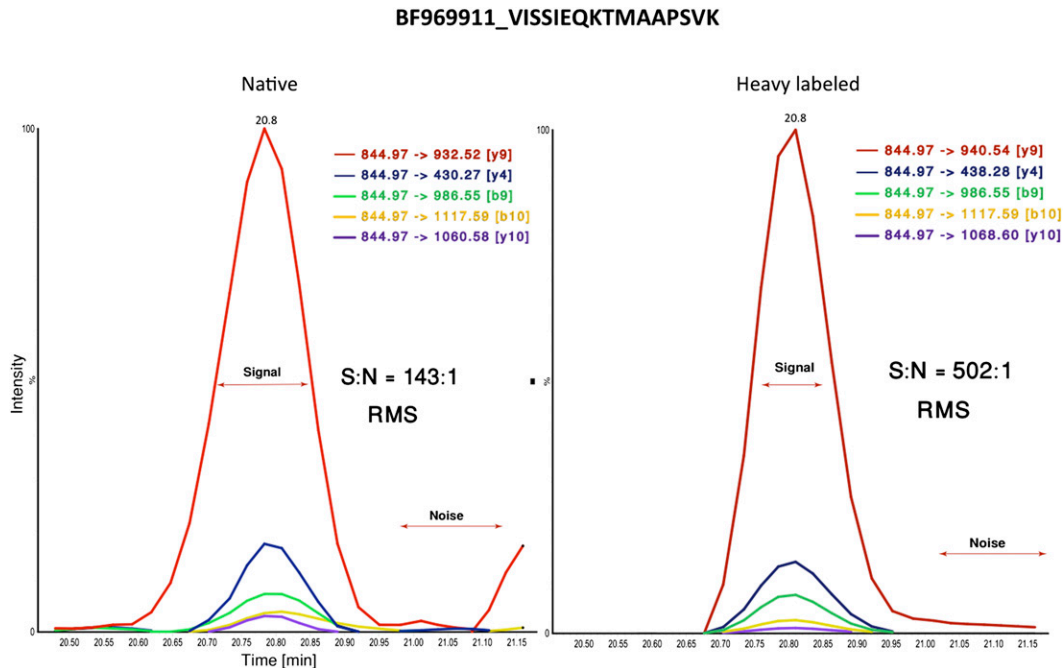 BF969911_VISSIEQKTMAAPSVK
Native
20.8
100
844.97 -> 932.52 [y9]
844.97 -> 430.27 [y4]
844.97 -> 986.55 [b9]
844.97 -> 1117.59 [b10]
844.97 -> 1060.58 [y10]
Intensity
%
Signal
S:N = 143:1
RMS
Noise
0
20.50 20.55 20.60 20.65 20.70 20.75 20.80 20.85 20.90 20.95 21.00 21.05 21.10 21.15
Time [min]
Heavy labeled
20.8
100
844.97 -> 940.54 [y9]
844.97 -> 438.28 [y4]
844.97 -> 986.55 [b9]
844.97 -> 1117.59 [b10]
844.97 -> 1068.60 [y10]
%
Signal
S:N = 502:1
RMS
Noise
0
20.50 20.55 20.60 20.65 20.70 20.75 20.80 20.85 20.90 20.95 21.00 21.05 21.10 21.15